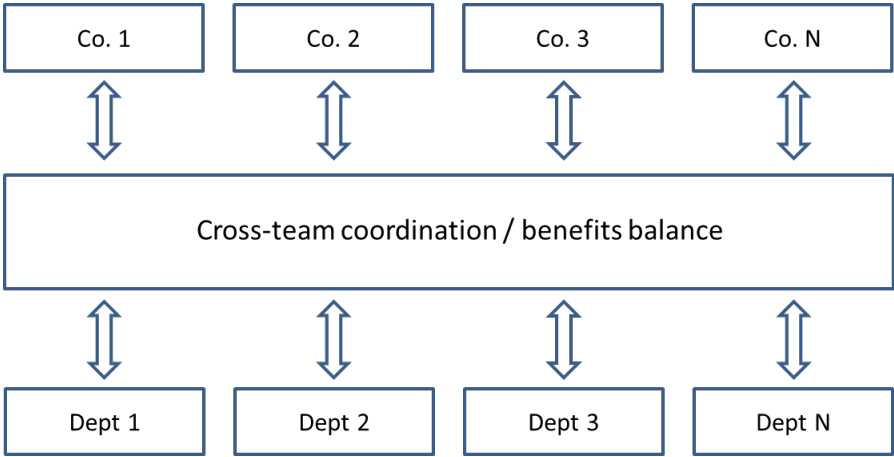 Co. 1
Co. 2
Co. 3
Co. N
Cross-team coordination / benefits balance
Dept 1
Dept 2
Dept 3
Dept N